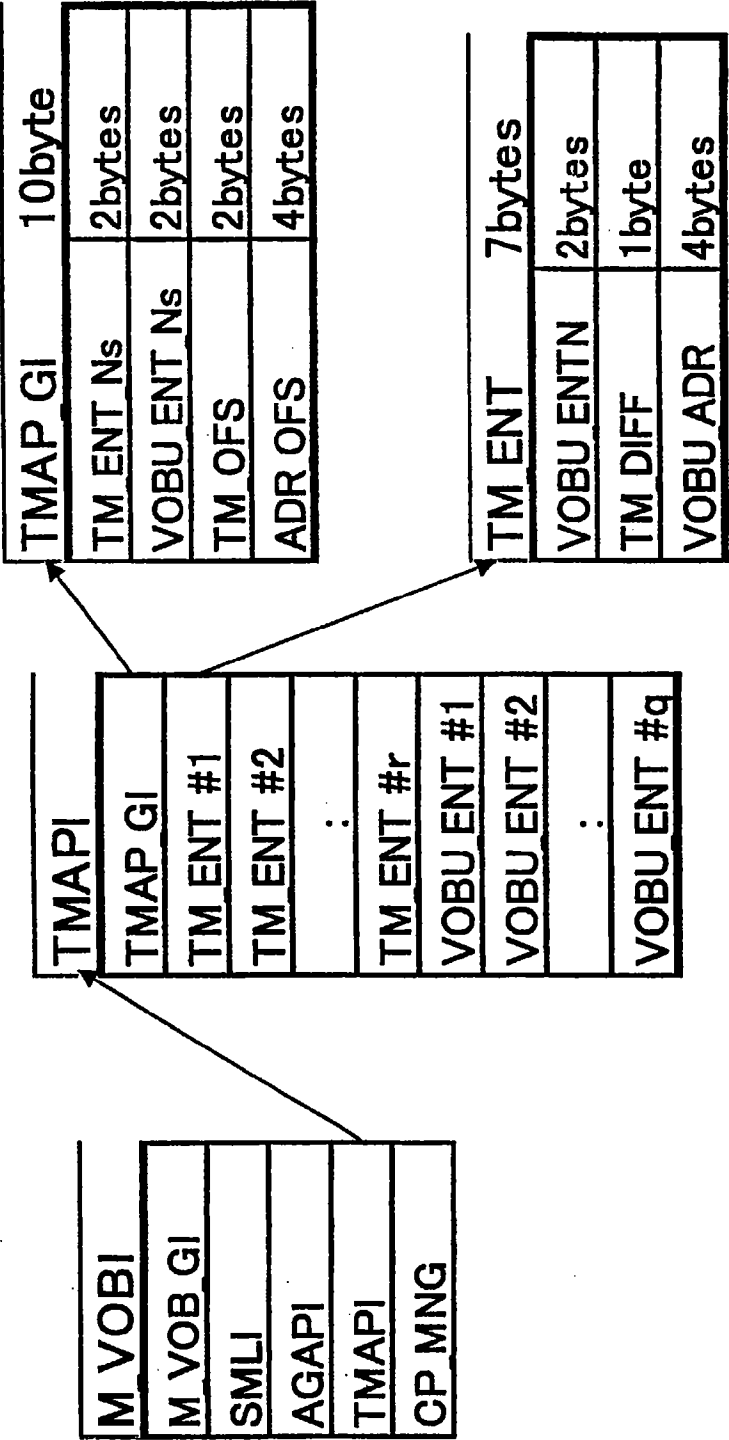 M VOBI
M VOB GI
SMLI
AGAPI
TMAPI
CP MNG
TMAPI
TMAP GI
TM ENT #1
TM ENT #2
:
TM ENT #r
VOBU ENT #1
VOBU ENT #2
:
VOBU ENT #q
TMAP GI 10byte
TM ENT Ns 2bytes
VOBU ENT Ns 2bytes
TM OFS 2bytes
ADR OFS 4bytes
TM ENT 7bytes
VOBU ENTN 2bytes
TM DIFF 1byte
VOBU ADR 4bytes